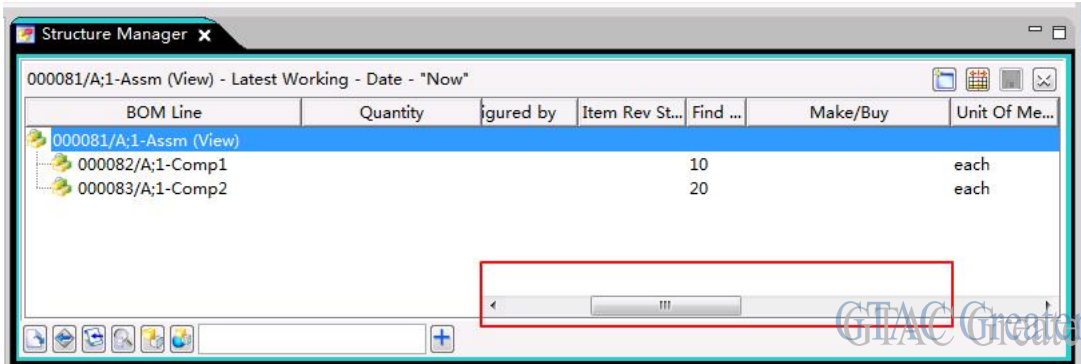 Structure Manager
000081/A;1-Assm (View) - Latest Working - Date - "Now"
BOM Line Quantity igured by Item Rev St... Find ... Make/Buy Unit Of Me...
000081/A;1-Assm (View)
000082/A;1-Comp1 10 each
000083/A;1-Comp2 20 each
GTAC Greater